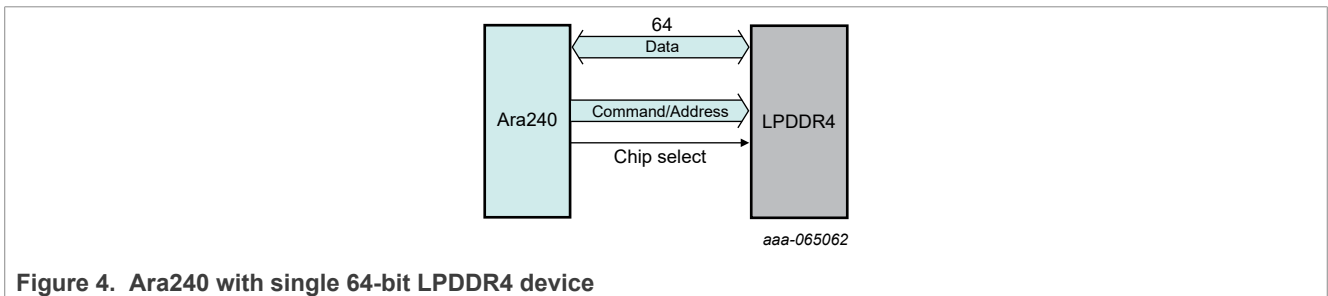 64
Data
Ara240
Command/Address
LPDDR4
Chip select
aaa-065062
Figure 4. Ara240 with single 64-bit LPDDR4 device